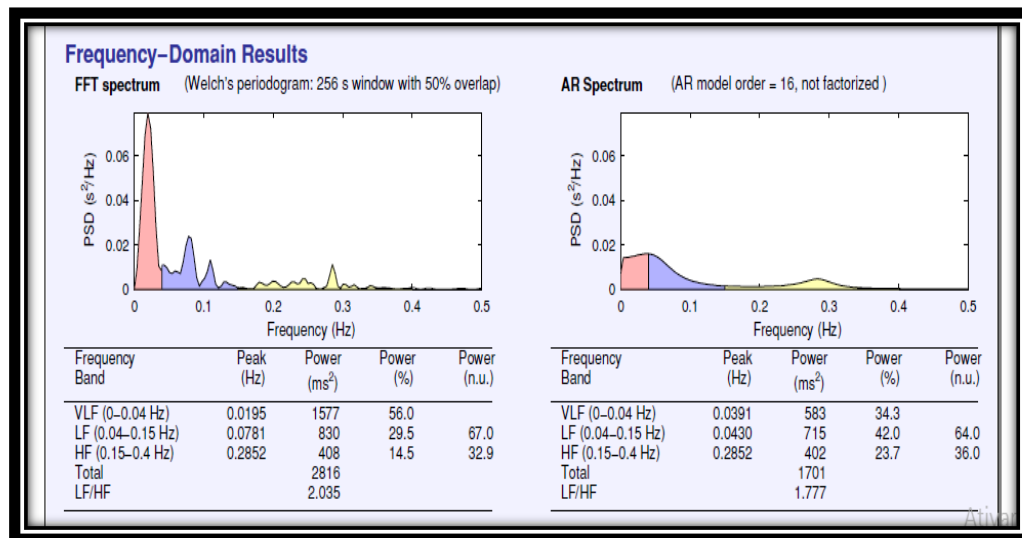 Frequency–Domain Results
FFT spectrum (Welch's periodogram: 256 s window with 50% overlap)
PSD (s²/Hz)
0.06
0.04
0.02
0
0 0.1 0.2 0.3 0.4 0.5
Frequency (Hz)
Frequency Band Peak (Hz) Power (ms²) Power (%) Power (n.u.)
VLF (0–0.04 Hz) 0.0195 1577 56.0
LF (0.04–0.15 Hz) 0.0781 830 29.5 67.0
HF (0.15–0.4 Hz) 0.2852 408 14.5 32.9
Total 2816
LF/HF 2.035
AR Spectrum (AR model order = 16, not factorized )
PSD (s²/Hz)
0.06
0.04
0.02
0
0 0.1 0.2 0.3 0.4 0.5
Frequency (Hz)
Frequency Band Peak (Hz) Power (ms²) Power (%) Power (n.u.)
VLF (0–0.04 Hz) 0.0391 583 34.3
LF (0.04–0.15 Hz) 0.0430 715 42.0 64.0
HF (0.15–0.4 Hz) 0.2852 402 23.7 36.0
Total 1701
LF/HF 1.777